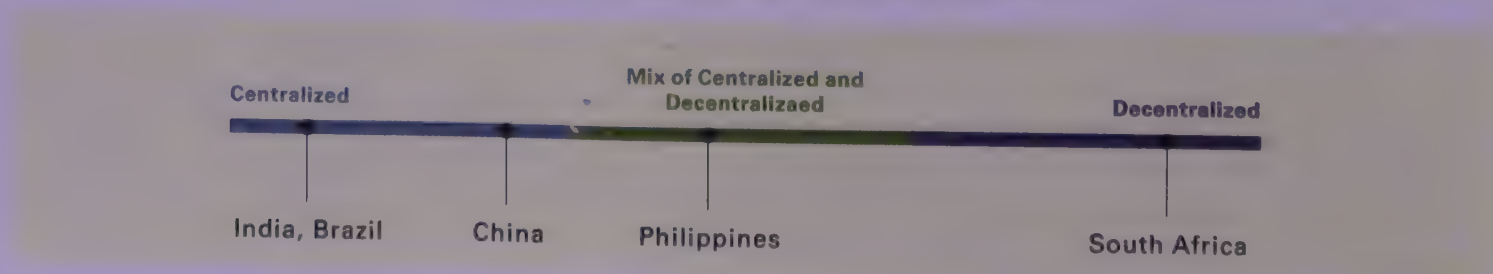 Centralized
Mix of Centralized and
Decentralizaed
Decentralized
India, Brazil
China
Philippines
South Africa